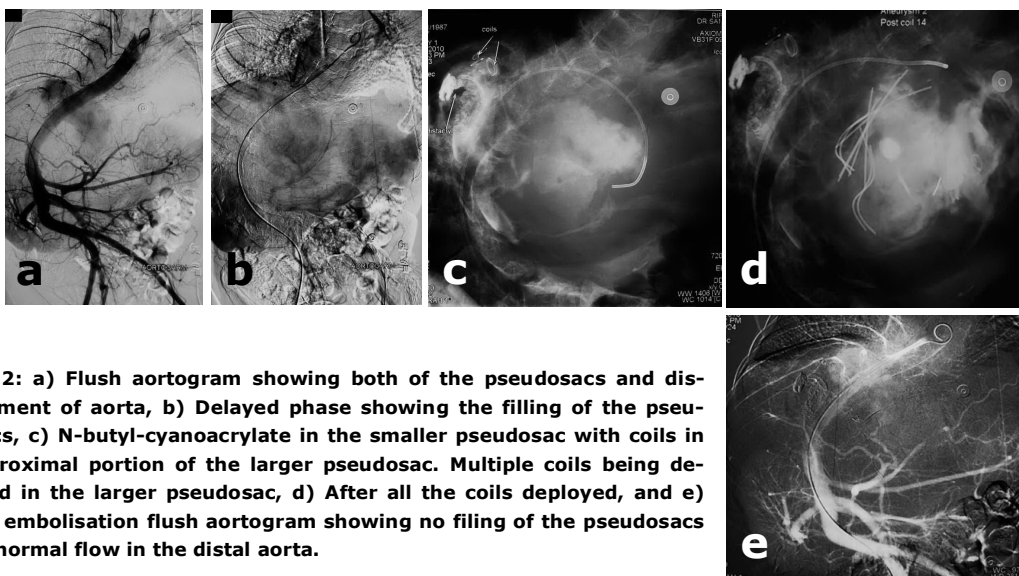 Aneurysm 2
Post coil 14
coils
a
b
c
d
2: a) Flush aortogram showing both of the pseudosacs and dis-
ment of aorta, b) Delayed phase showing the filling of the pseu-
s, c) N-butyl-cyanoacrylate in the smaller pseudosac with coils in
roximal portion of the larger pseudosac. Multiple coils being de-
d in the larger pseudosac, d) After all the coils deployed, and e)
embolisation flush aortogram showing no filing of the pseudosacs
normal flow in the distal aorta.
e